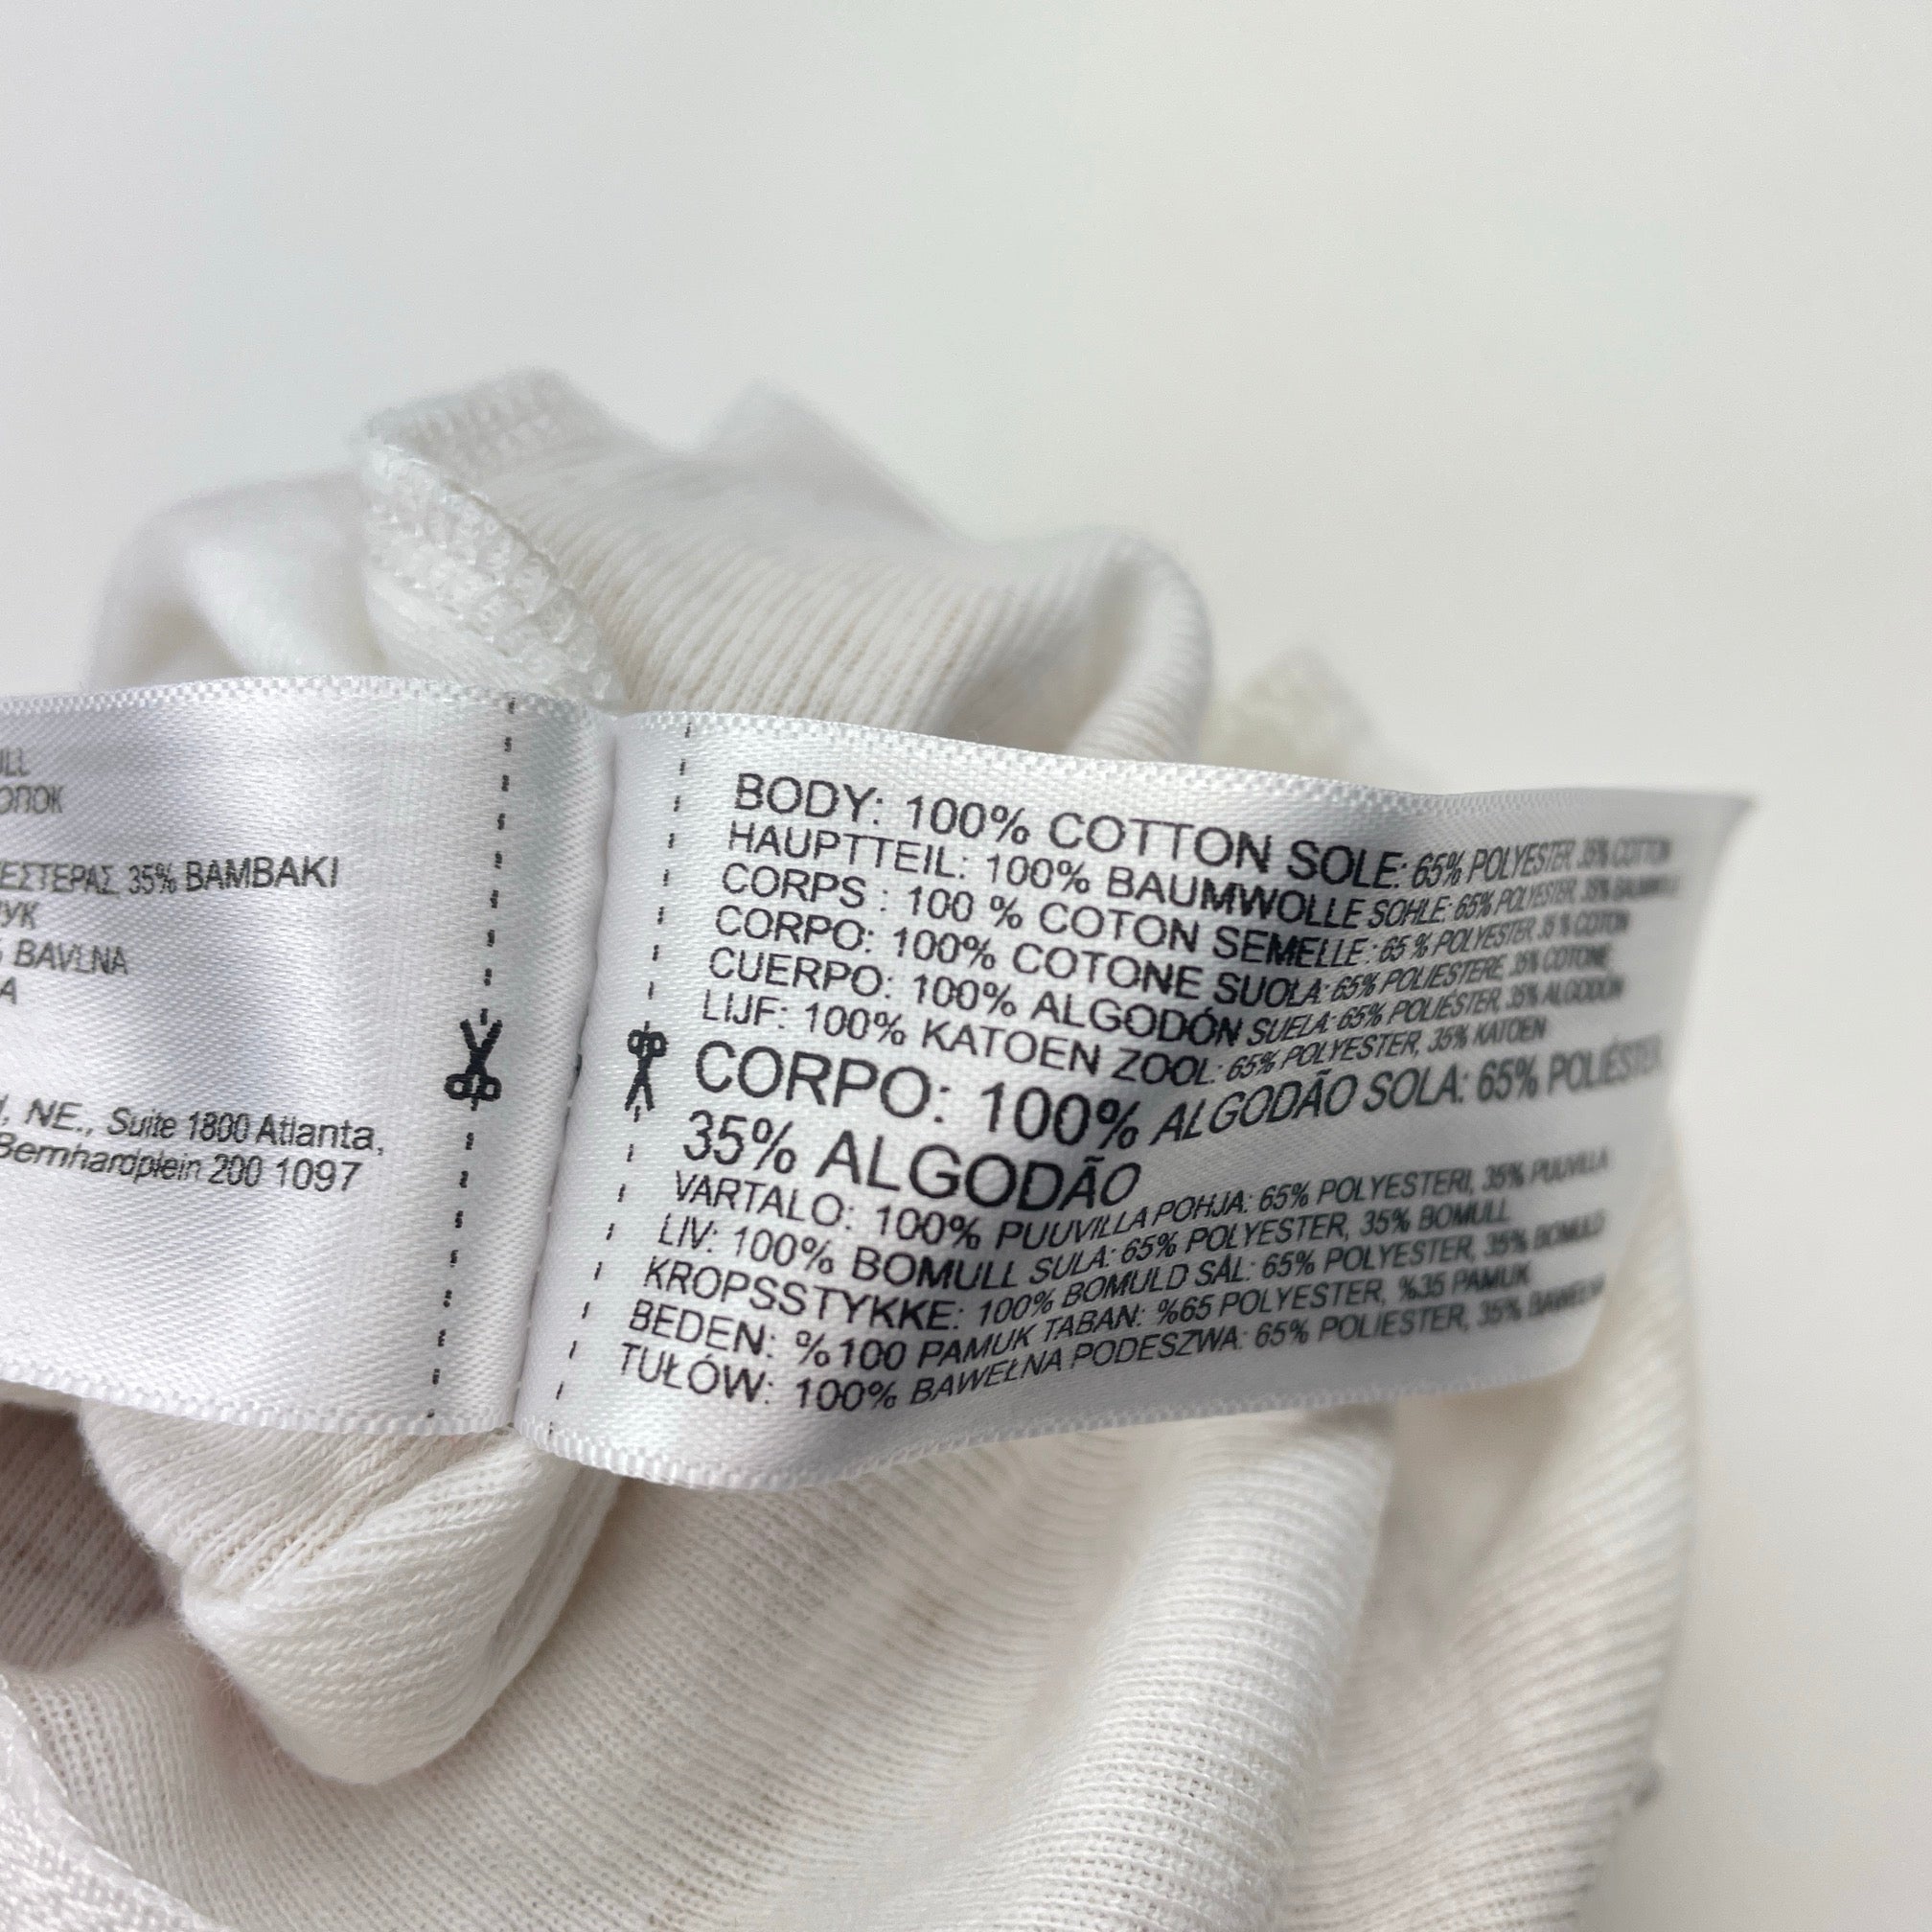 35% ΒΑΜΒΑΚΙ
BAVLNA
NE., Suite 1800 Atlanta,
Bernhardplein 200 1097
BODY: 100% COTTON SOLE: 65% POLYESTER 35% COTTON
HAUPTTEIL: 100% BAUMWOLLE SOHLE: 65% POLYESTER, 35% BAUMWOLLE
CORPS : 100 % COTON SEMELLE : 65 % POLYESTER 35 % COTON
CORPO: 100% COTONE SUOLA: 65% POLIESTERE 35% COTONE
CUERPO: 100% ALGODÓN SUELA: 65% POLIÉSTER, 35% ALGODÓN
LIJF: 100% KATOEN ZOOL: 65% POLYESTER, 35% KATOEN
CORPO: 100% ALGODÃO SOLA: 65% POLIÉSTER
35% ALGODÃO
VARTALO: 100% PUUVILLA POHJA: 65% POLYESTERI, 35% PUUVILLA
LIV: 100% BOMULL SULA: 65% POLYESTER, 35% BOMULL
KROPSSTYKKE: 100% BOMULD SÅL: 65% POLYESTER, 35% BOMULD
BEDEN: %100 PAMUK TABAN: %65 POLYESTER, %35 PAMUK
TUŁÓW: 100% BAWEŁNA PODESZWA: 65% POLIESTER, 35% BAWEŁNA